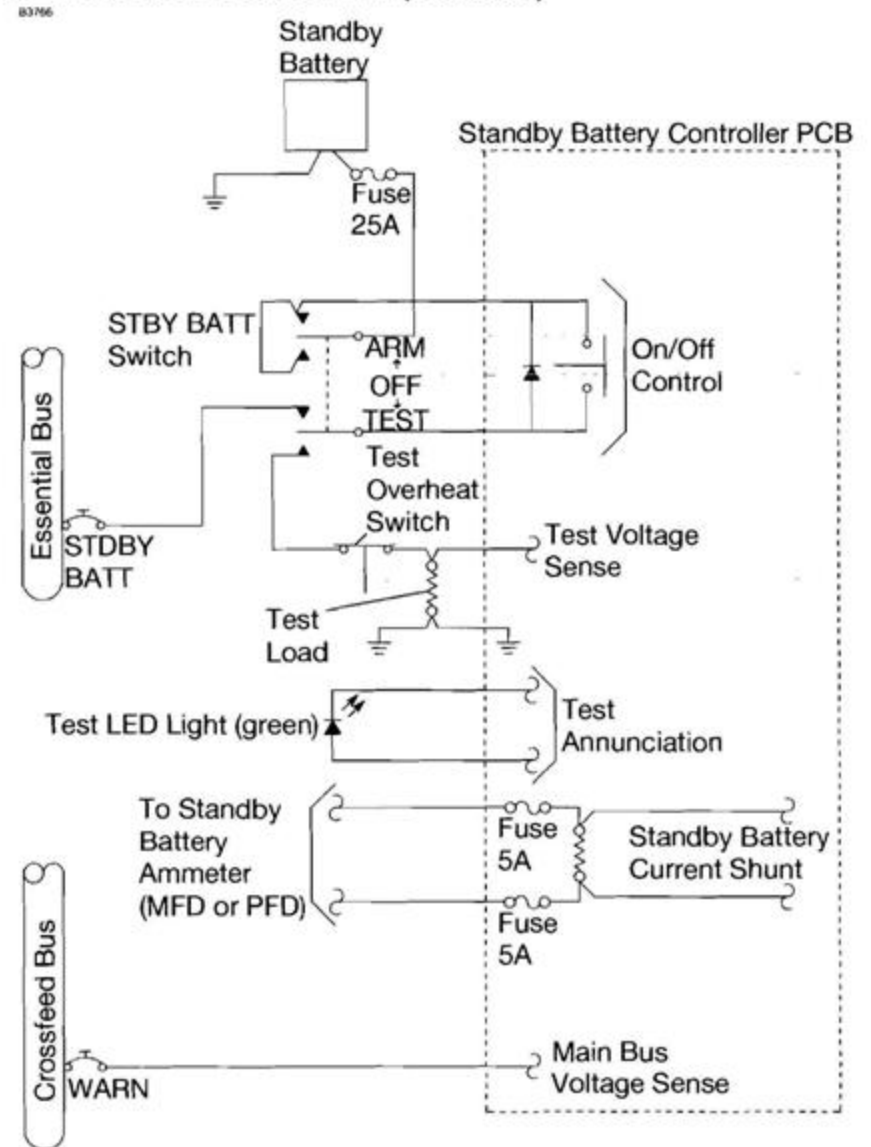 B3766
Standby
Battery
Standby Battery Controller PCB
Fuse
25A
STBY BATT
Switch
ARM
OFF
TEST
On/Off
Control
Essential Bus
STDBY
BATT
Test
Overheat
Switch
Test Voltage
Sense
Test
Load
Test LED Light (green)
Test
Annunciation
To Standby
Battery
Ammeter
(MFD or PFD)
Fuse
5A
Fuse
5A
Standby Battery
Current Shunt
Crossfeed Bus
WARN
Main Bus
Voltage Sense